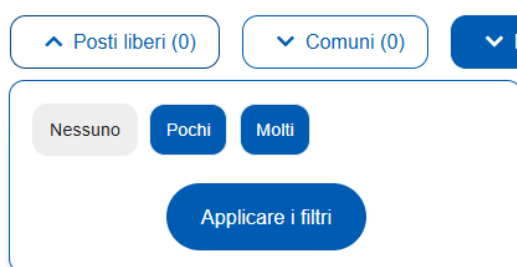 Posti liberi (0) Comuni (0)
Nessuno Pochi Molti
Applicare i filtri